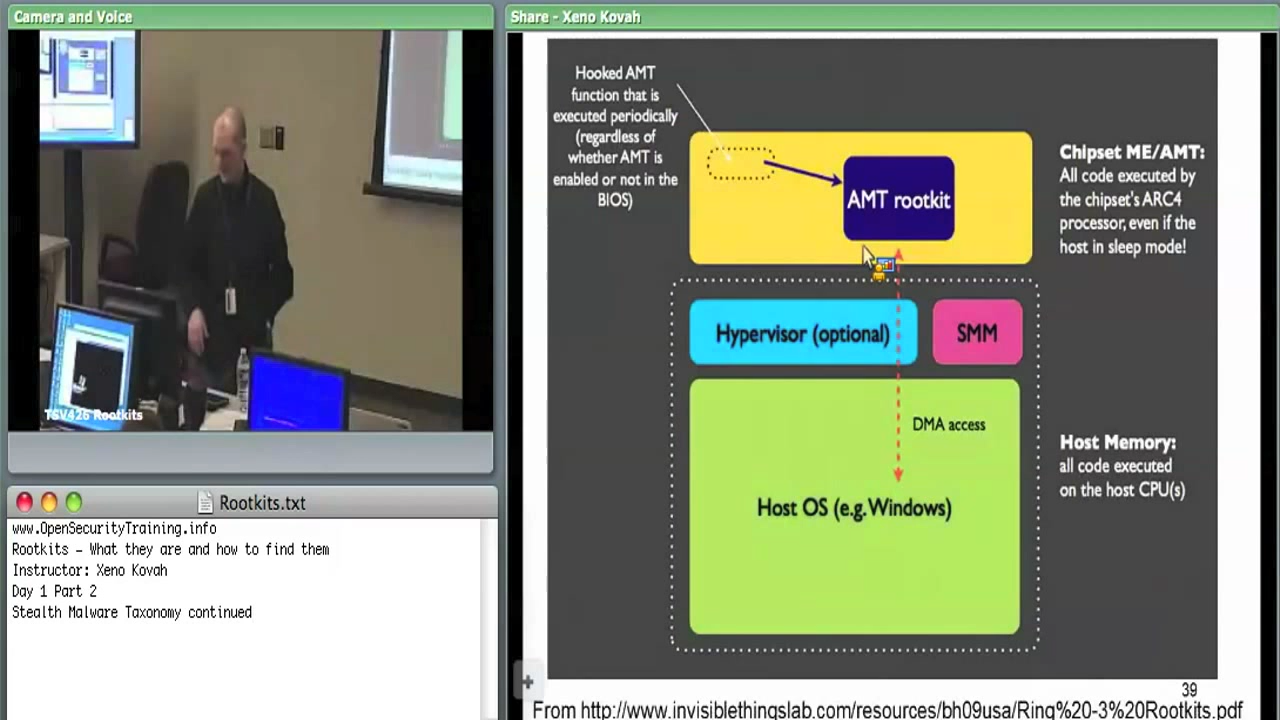 Camera and Voice
TSV426 Rootkits
Rootkits.txt
www.OpenSecurityTraining.info
Rootkits - What they are and how to find them
Instructor: Xeno Kovah
Day 1 Part 2
Stealth Malware Taxonomy continued
Share - Xeno Kovah
Hooked AMT
function that is
executed periodically
(regardless of
whether AMT is
enabled or not in the
BIOS)
AMT rootkit
Chipset ME/AMT:
All code executed by
the chipset's ARC4
processor, even if the
host in sleep mode!
Hypervisor (optional)
SMM
DMA access
Host OS (e.g. Windows)
Host Memory:
all code executed
on the host CPU(s)
39
From http://www.invisiblethingslab.com/resources/bh09usa/Ring%20-3%20Rootkits.pdf